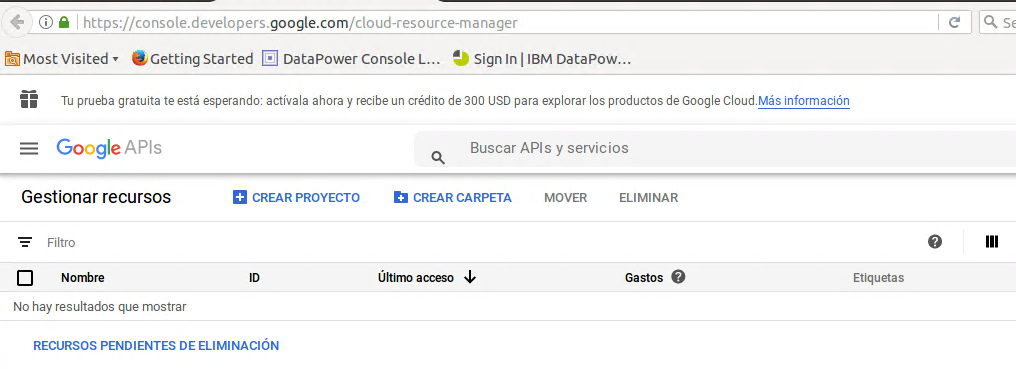 https://console.developers.google.com/cloud-resource-manager
Most Visited Getting Started DataPower Console L... Sign In | IBM DataPow...
Tu prueba gratuita te está esperando: actívala ahora y recibe un crédito de 300 USD para explorar los productos de Google Cloud. Más información
Google APIs Buscar APIs y servicios
Gestionar recursos CREAR PROYECTO CREAR CARPETA MOVER ELIMINAR
Filtro
Nombre ID Último acceso Gastos Etiquetas
No hay resultados que mostrar
RECURSOS PENDIENTES DE ELIMINACIÓN